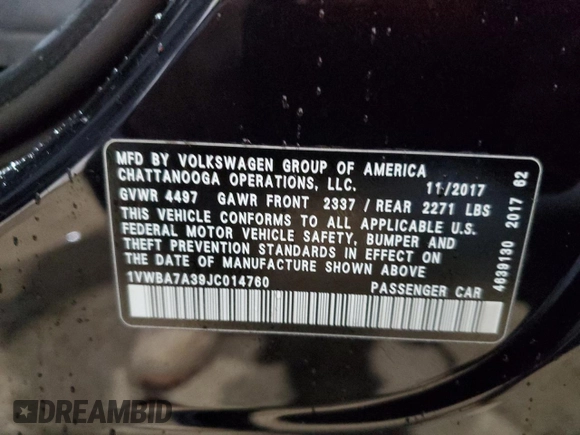 MFD BY VOLKSWAGEN GROUP OF AMERICA
CHATTANOOGA OPERATIONS, LLC. 11/2017
GVWR 4497 GAWR FRONT 2337 / REAR 2271 LBS
THIS VEHICLE CONFORMS TO ALL APPLICABLE U.S.
FEDERAL MOTOR VEHICLE SAFETY, BUMPER AND
THEFT PREVENTION STANDARDS IN EFFECT ON
THE DATE OF MANUFACTURE SHOWN ABOVE
1VWBA7A39JC014760 PASSENGER CAR
4639130 2017 62
DREAMBID